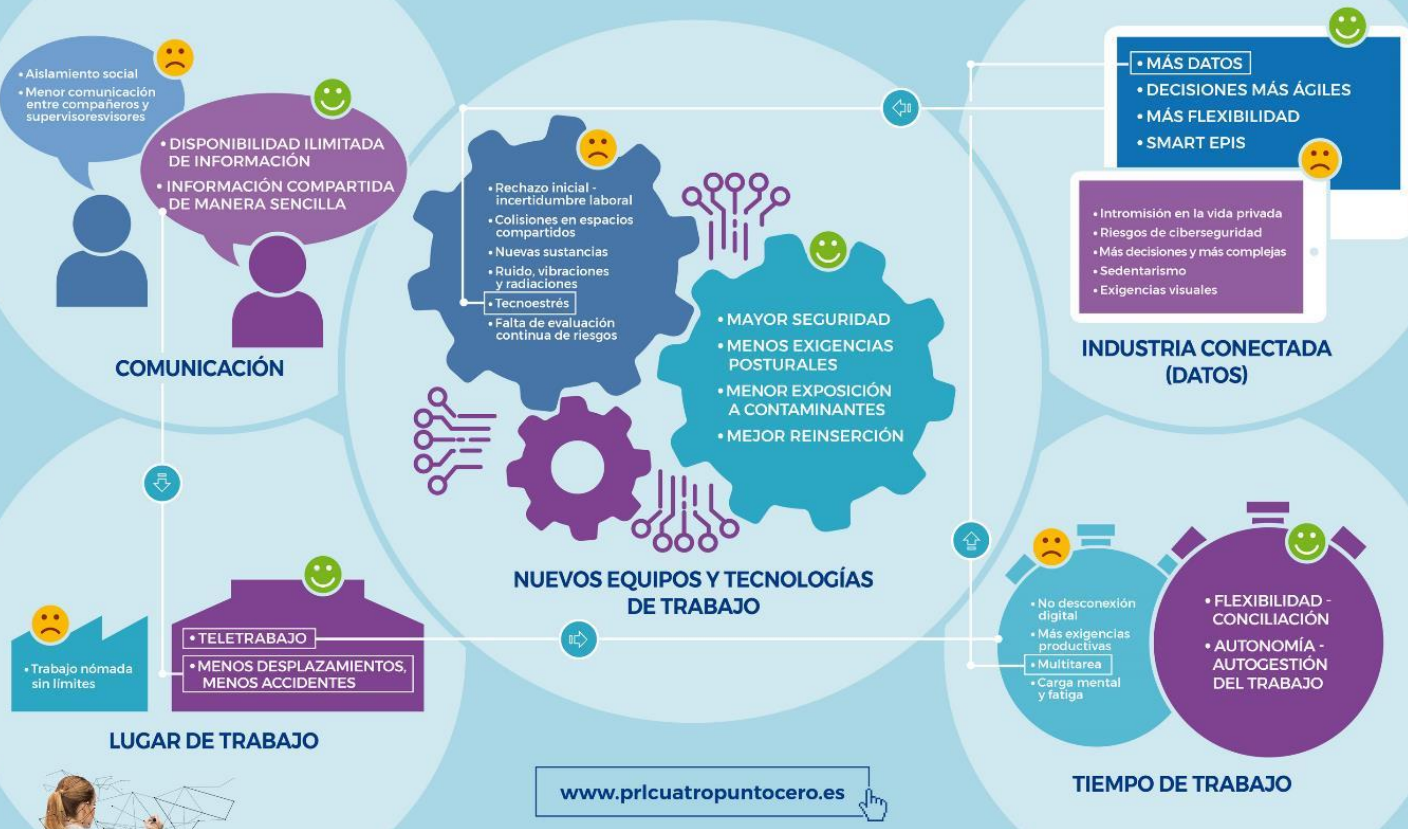 • Aislamiento social
• Menor comunicación
entre compañeros y
supervisoresvisores
• DISPONIBILIDAD ILIMITADA
DE INFORMACIÓN
• INFORMACIÓN COMPARTIDA
DE MANERA SENCILLA
COMUNICACIÓN
• Rechazo inicial -
incertidumbre laboral
• Colisiones en espacios
compartidos
• Nuevas sustancias
• Ruido, vibraciones
y radiaciones
• Tecnoestrés
• Falta de evaluación
continua de riesgos
• MAYOR SEGURIDAD
• MENOS EXIGENCIAS
POSTURALES
• MENOR EXPOSICIÓN
A CONTAMINANTES
• MEJOR REINSERCIÓN
NUEVOS EQUIPOS Y TECNOLOGÍAS
DE TRABAJO
• MÁS DATOS
• DECISIONES MÁS ÁGILES
• MÁS FLEXIBILIDAD
• SMART EPIS
• Intromisión en la vida privada
• Riesgos de ciberseguridad
• Más decisiones y más complejas
• Sedentarismo
• Exigencias visuales
INDUSTRIA CONECTADA
(DATOS)
• Trabajo nómada
sin límites
• TELETRABAJO
• MENOS DESPLAZAMIENTOS,
MENOS ACCIDENTES
LUGAR DE TRABAJO
• No desconexión
digital
• Más exigencias
productivas
• Multitarea
• Carga mental
y fatiga
• FLEXIBILIDAD -
CONCILIACIÓN
• AUTONOMÍA -
AUTOGESTIÓN
DEL TRABAJO
TIEMPO DE TRABAJO
www.prlcuatropuntocero.es